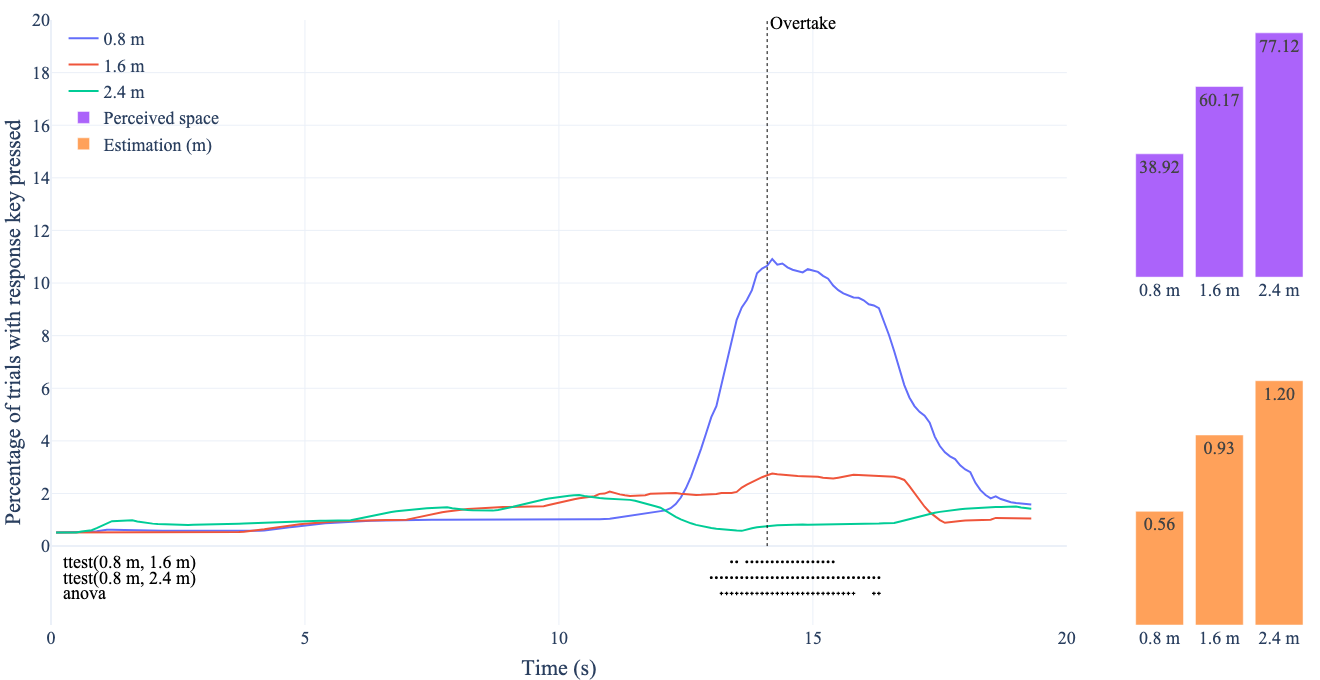 Overtake
0.8 m
1.6 m
2.4 m
Perceived space
Estimation (m)
Percentage of trials with response key pressed
20
18
16
14
12
10
8
6
4
2
0
ttest(0.8 m, 1.6 m)
ttest(0.8 m, 2.4 m)
anova
0 5 10 15 20
Time (s)
38.92 60.17 77.12
0.8 m 1.6 m 2.4 m
0.56 0.93 1.20
0.8 m 1.6 m 2.4 m